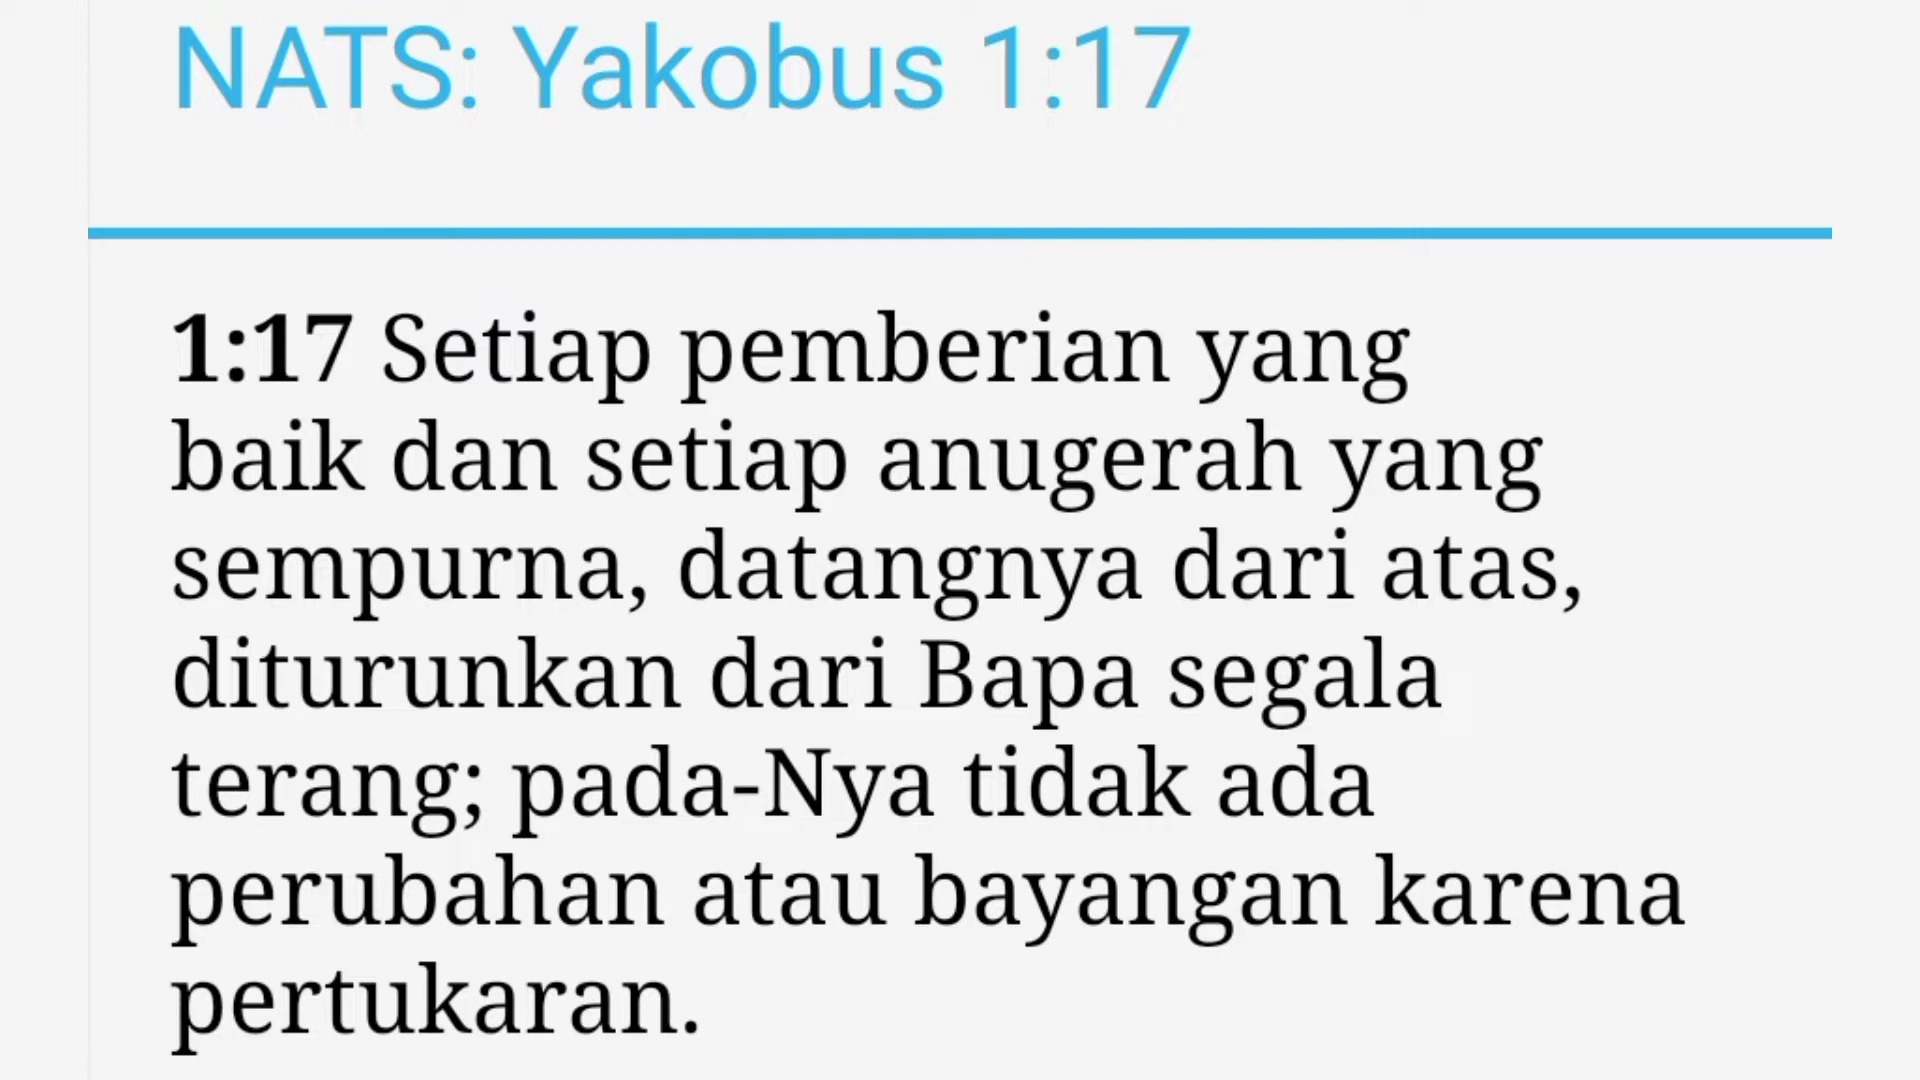 NATS: Yakobus 1:17
1:17 Setiap pemberian yang
baik dan setiap anugerah yang
sempurna, datangnya dari atas,
diturunkan dari Bapa segala
terang; pada-Nya tidak ada
perubahan atau bayangan karena
pertukaran.